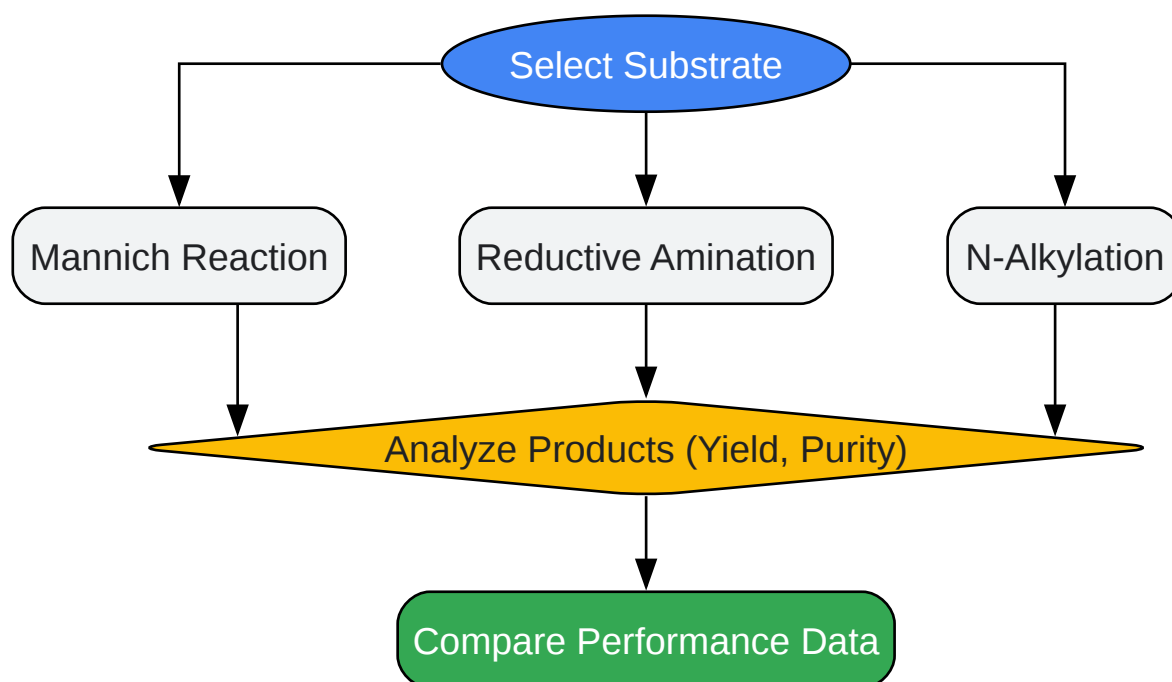 Select Substrate
Mannich Reaction
Reductive Amination
N-Alkylation
Analyze Products (Yield, Purity)
Compare Performance Data